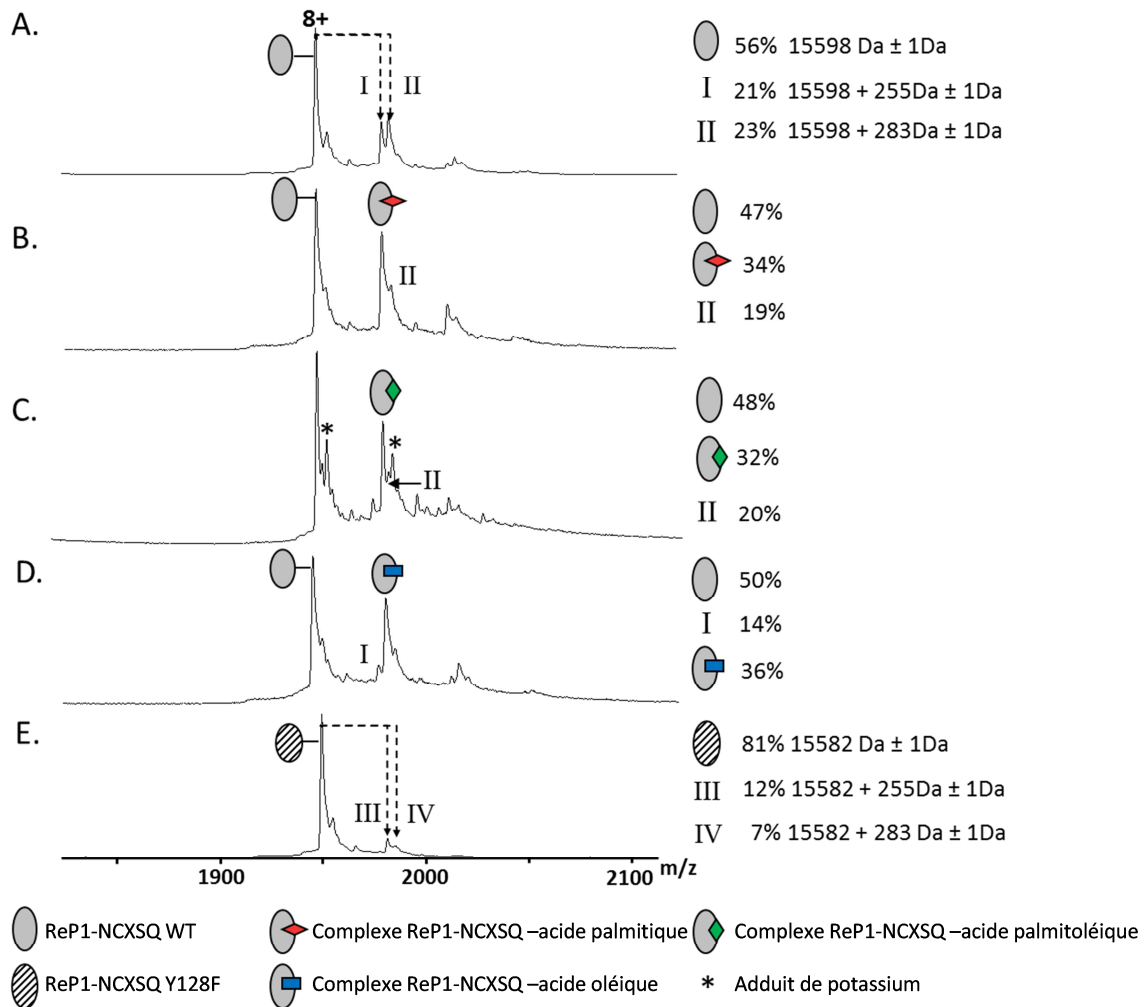 A.
8+
I II
56% 15598 Da ± 1Da
I 21% 15598 + 255Da ± 1Da
II 23% 15598 + 283Da ± 1Da
B.
II
47%
34%
II 19%
C.
*
*
II
48%
32%
II 20%
D.
I
50%
I 14%
36%
E.
III IV
81% 15582 Da ± 1Da
III 12% 15582 + 255Da ± 1Da
IV 7% 15582 + 283 Da ± 1Da
1900 2000 2100 m/z
ReP1-NCXSQ WT Complexe ReP1-NCXSQ –acide palmitique Complexe ReP1-NCXSQ –acide palmitoléique
ReP1-NCXSQ Y128F Complexe ReP1-NCXSQ –acide oléique * Adduit de potassium